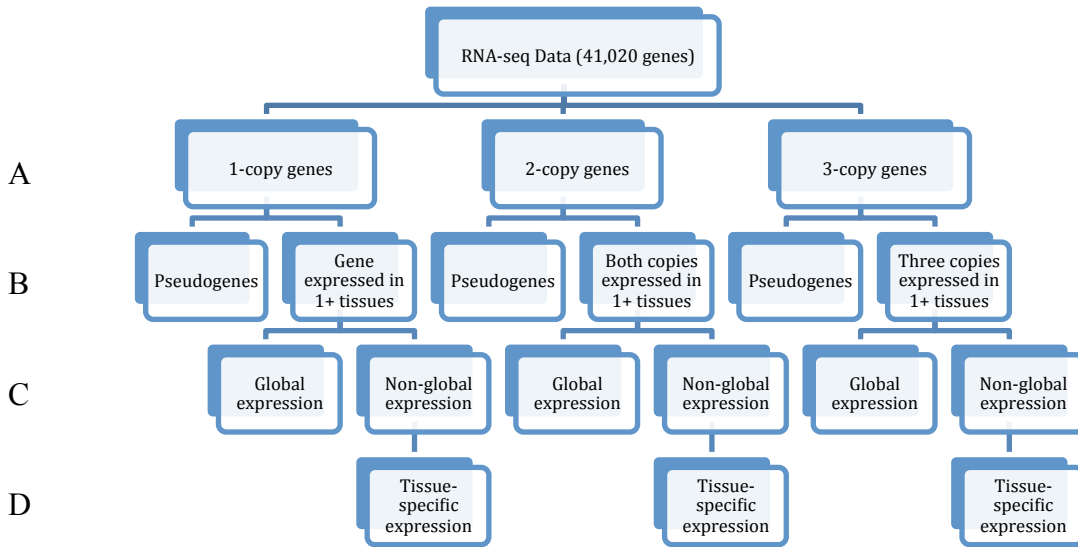 RNA-seq Data (41,020 genes)
A
1-copy genes
2-copy genes
3-copy genes
B
Pseudogenes
Gene
expressed in
1+ tissues
Pseudogenes
Both copies
expressed in
1+ tissues
Pseudogenes
Three copies
expressed in
1+ tissues
C
Global
expression
Non-global
expression
Global
expression
Non-global
expression
Global
expression
Non-global
expression
D
Tissue-
specific
expression
Tissue-
specific
expression
Tissue-
specific
expression